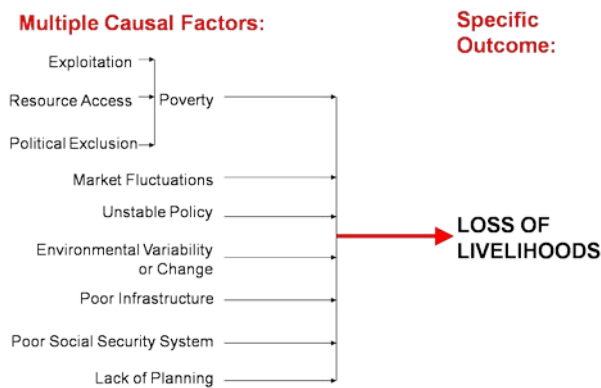 Multiple Causal Factors:
Specific
Outcome:
Exploitation
Resource Access
Poverty
Political Exclusion
Market Fluctuations
Unstable Policy
LOSS OF
LIVELIHOODS
Environmental Variability
or Change
Poor Infrastructure
Poor Social Security System
Lack of Planning